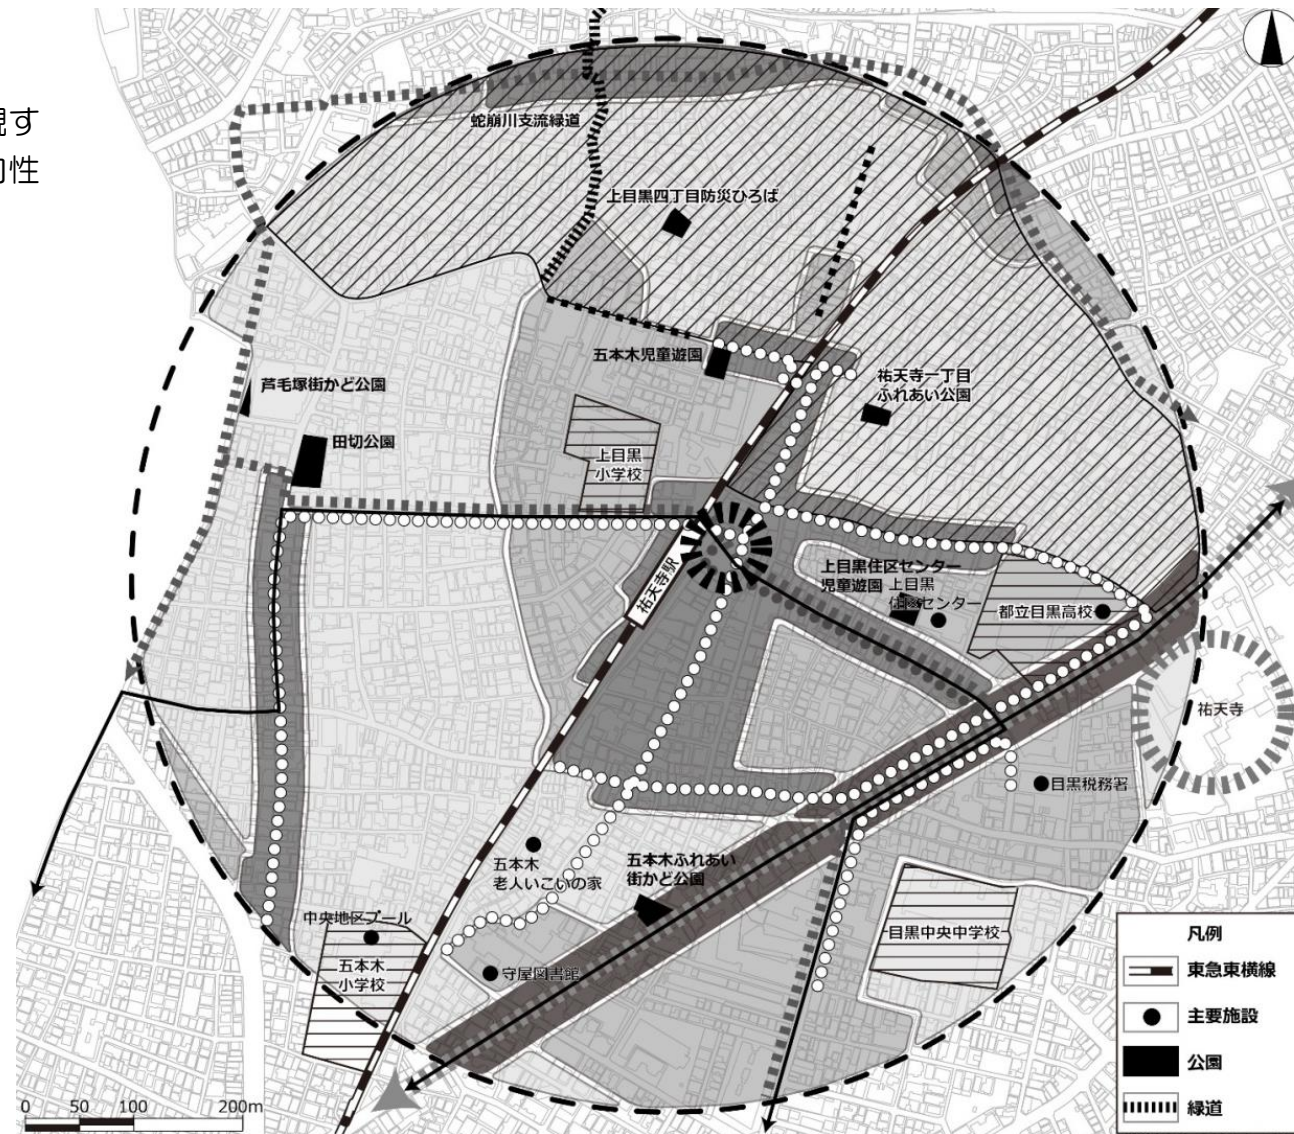 す
性
蛇崩川支流緑道
上目黒四丁目防災ひろば
五本木児童遊園
祐天寺一丁目
ふれあい公園
芦毛塚街かど公園
田切公園
上目黒
小学校
祐天寺駅
上目黒住区センター
児童遊園
上目黒
住区センター
都立目黒高校
祐天寺
目黒税務署
五本木
老人いこいの家
五本木ふれあい
街かど公園
中央地区プール
五本木
小学校
守屋図書館
目黒中央中学校
凡例
東急東横線
主要施設
公園
緑道
0 50 100 200m